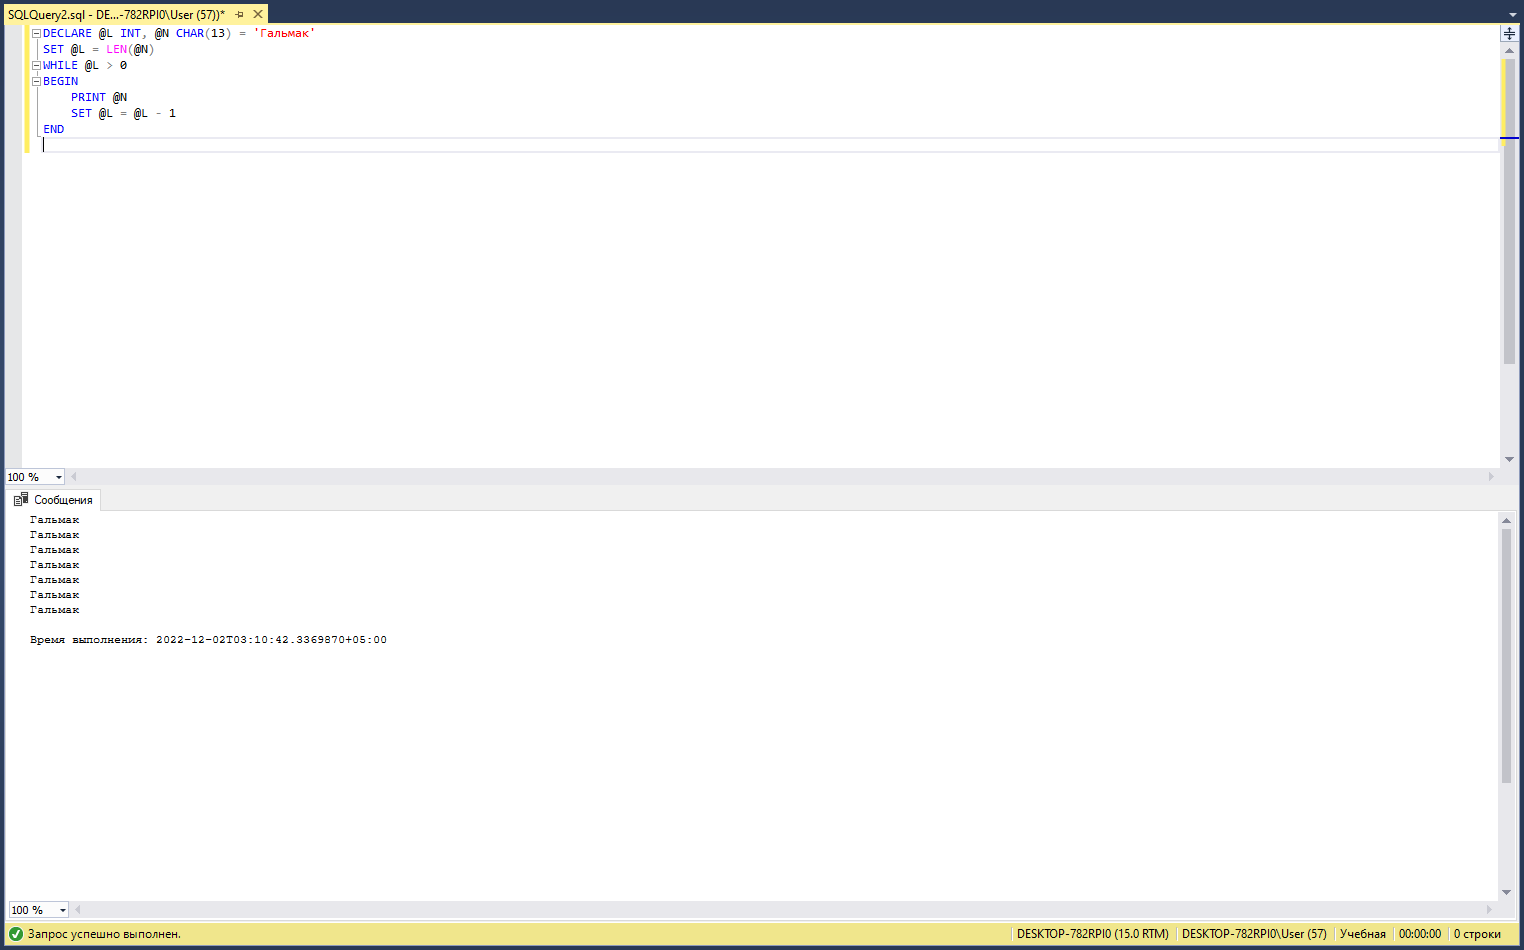 SQLQuery2.sql - DE...-782RPI0\User (57))*
DECLARE @L INT, @N CHAR(13) = 'Гальмак'
SET @L = LEN(@N)
WHILE @L > 0
BEGIN
    PRINT @N
    SET @L = @L - 1
END
100 %
Сообщения
Гальмак
Гальмак
Гальмак
Гальмак
Гальмак
Гальмак
Гальмак
Время выполнения: 2022-12-02T03:10:42.3369870+05:00
100 %
Запрос успешно выполнен. DESKTOP-782RPI0 (15.0 RTM) DESKTOP-782RPI0\User (57) Учебная 00:00:00 0 строки